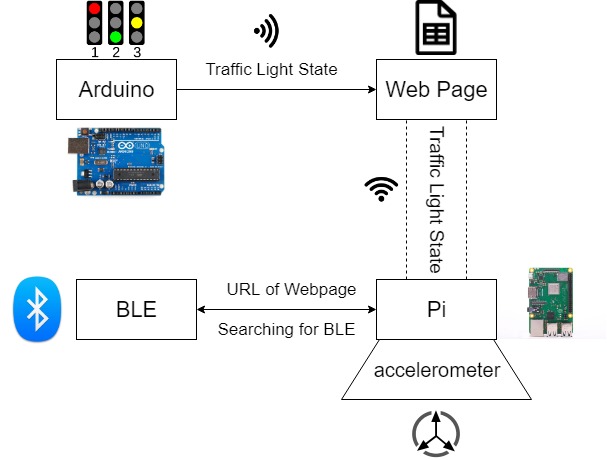 1 2 3
Traffic Light State
Arduino
Web Page
Traffic Light State
URL of Webpage
BLE
Pi
Searching for BLE
accelerometer